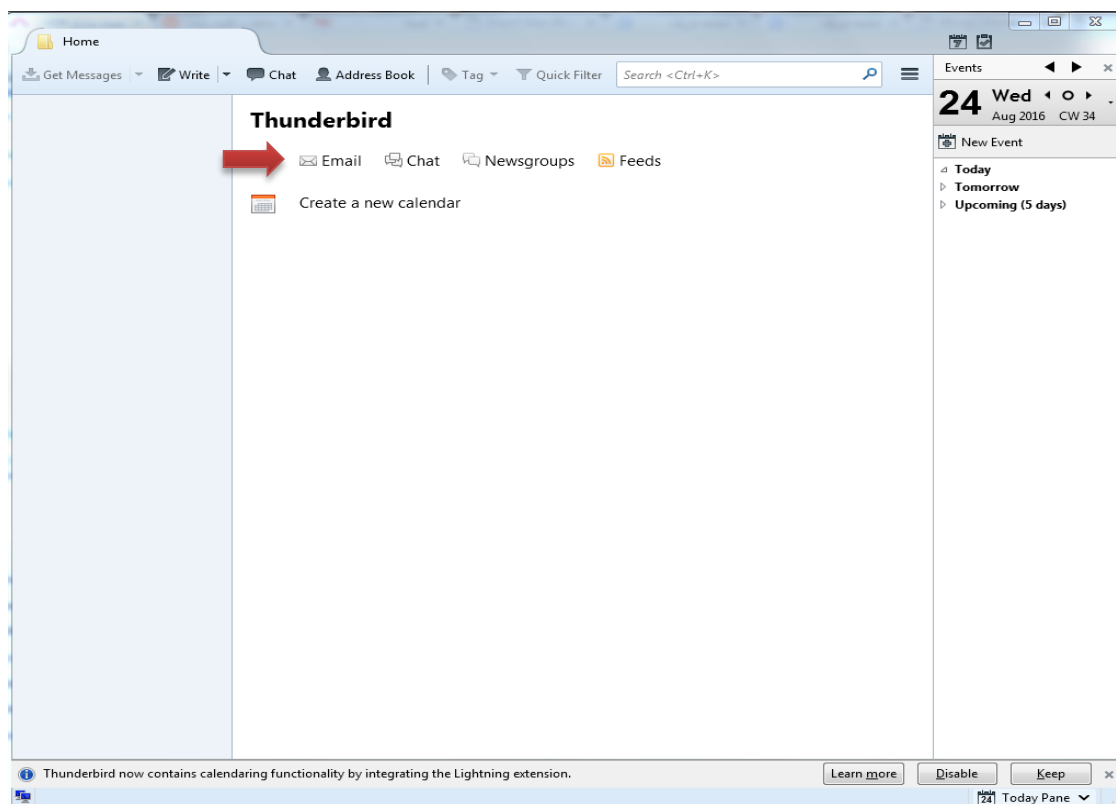 Home
Get Messages Write Chat Address Book Tag Quick Filter Search <Ctrl+K>
Thunderbird
Email Chat Newsgroups Feeds
Create a new calendar
7
Events
24 Wed
Aug 2016 CW 34
New Event
Today
Tomorrow
Upcoming (5 days)
Thunderbird now contains calendaring functionality by integrating the Lightning extension. Learn more Disable Keep
24 Today Pane